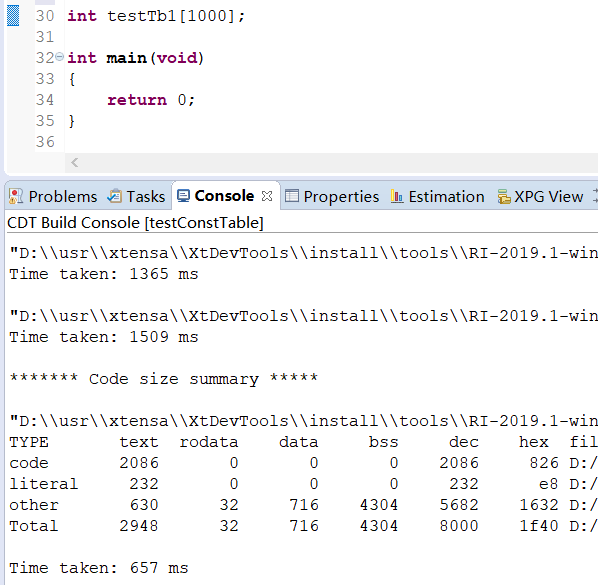 30 int testTb1[1000];
31
32 int main(void)
33 {
34 return 0;
35 }
36
Problems Tasks Console Properties Estimation XPG View
CDT Build Console [testConstTable]
"D:\\usr\\xtensa\\XtDevTools\\install\\tools\\RI-2019.1-win
Time taken: 1365 ms
"D:\\usr\\xtensa\\XtDevTools\\install\\tools\\RI-2019.1-win
Time taken: 1509 ms
******* Code size summary *****
"D:\\usr\\xtensa\\XtDevTools\\install\\tools\\RI-2019.1-win
TYPE text rodata data bss dec hex fil
code 2086 0 0 0 2086 826 D:/
literal 232 0 0 0 232 e8 D:/
other 630 32 716 4304 5682 1632 D:/
Total 2948 32 716 4304 8000 1f40 D:/
Time taken: 657 ms